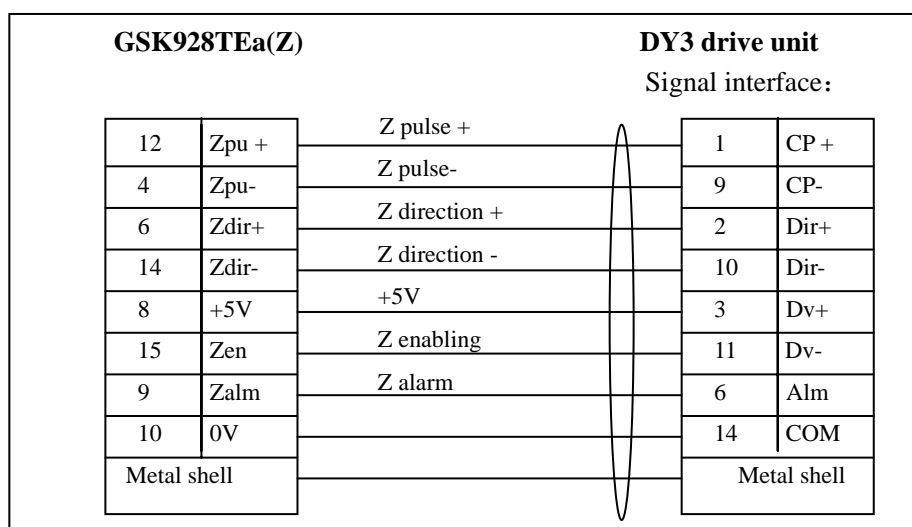 GSK928TEa(Z) DY3 drive unit
Signal interface：
12 Zpu + Z pulse + 1 CP +
4 Zpu- Z pulse- 9 CP-
6 Zdir+ Z direction + 2 Dir+
14 Zdir- Z direction - 10 Dir-
8 +5V +5V 3 Dv+
15 Zen Z enabling 11 Dv-
9 Zalm Z alarm 6 Alm
10 0V 14 COM
Metal shell Metal shell